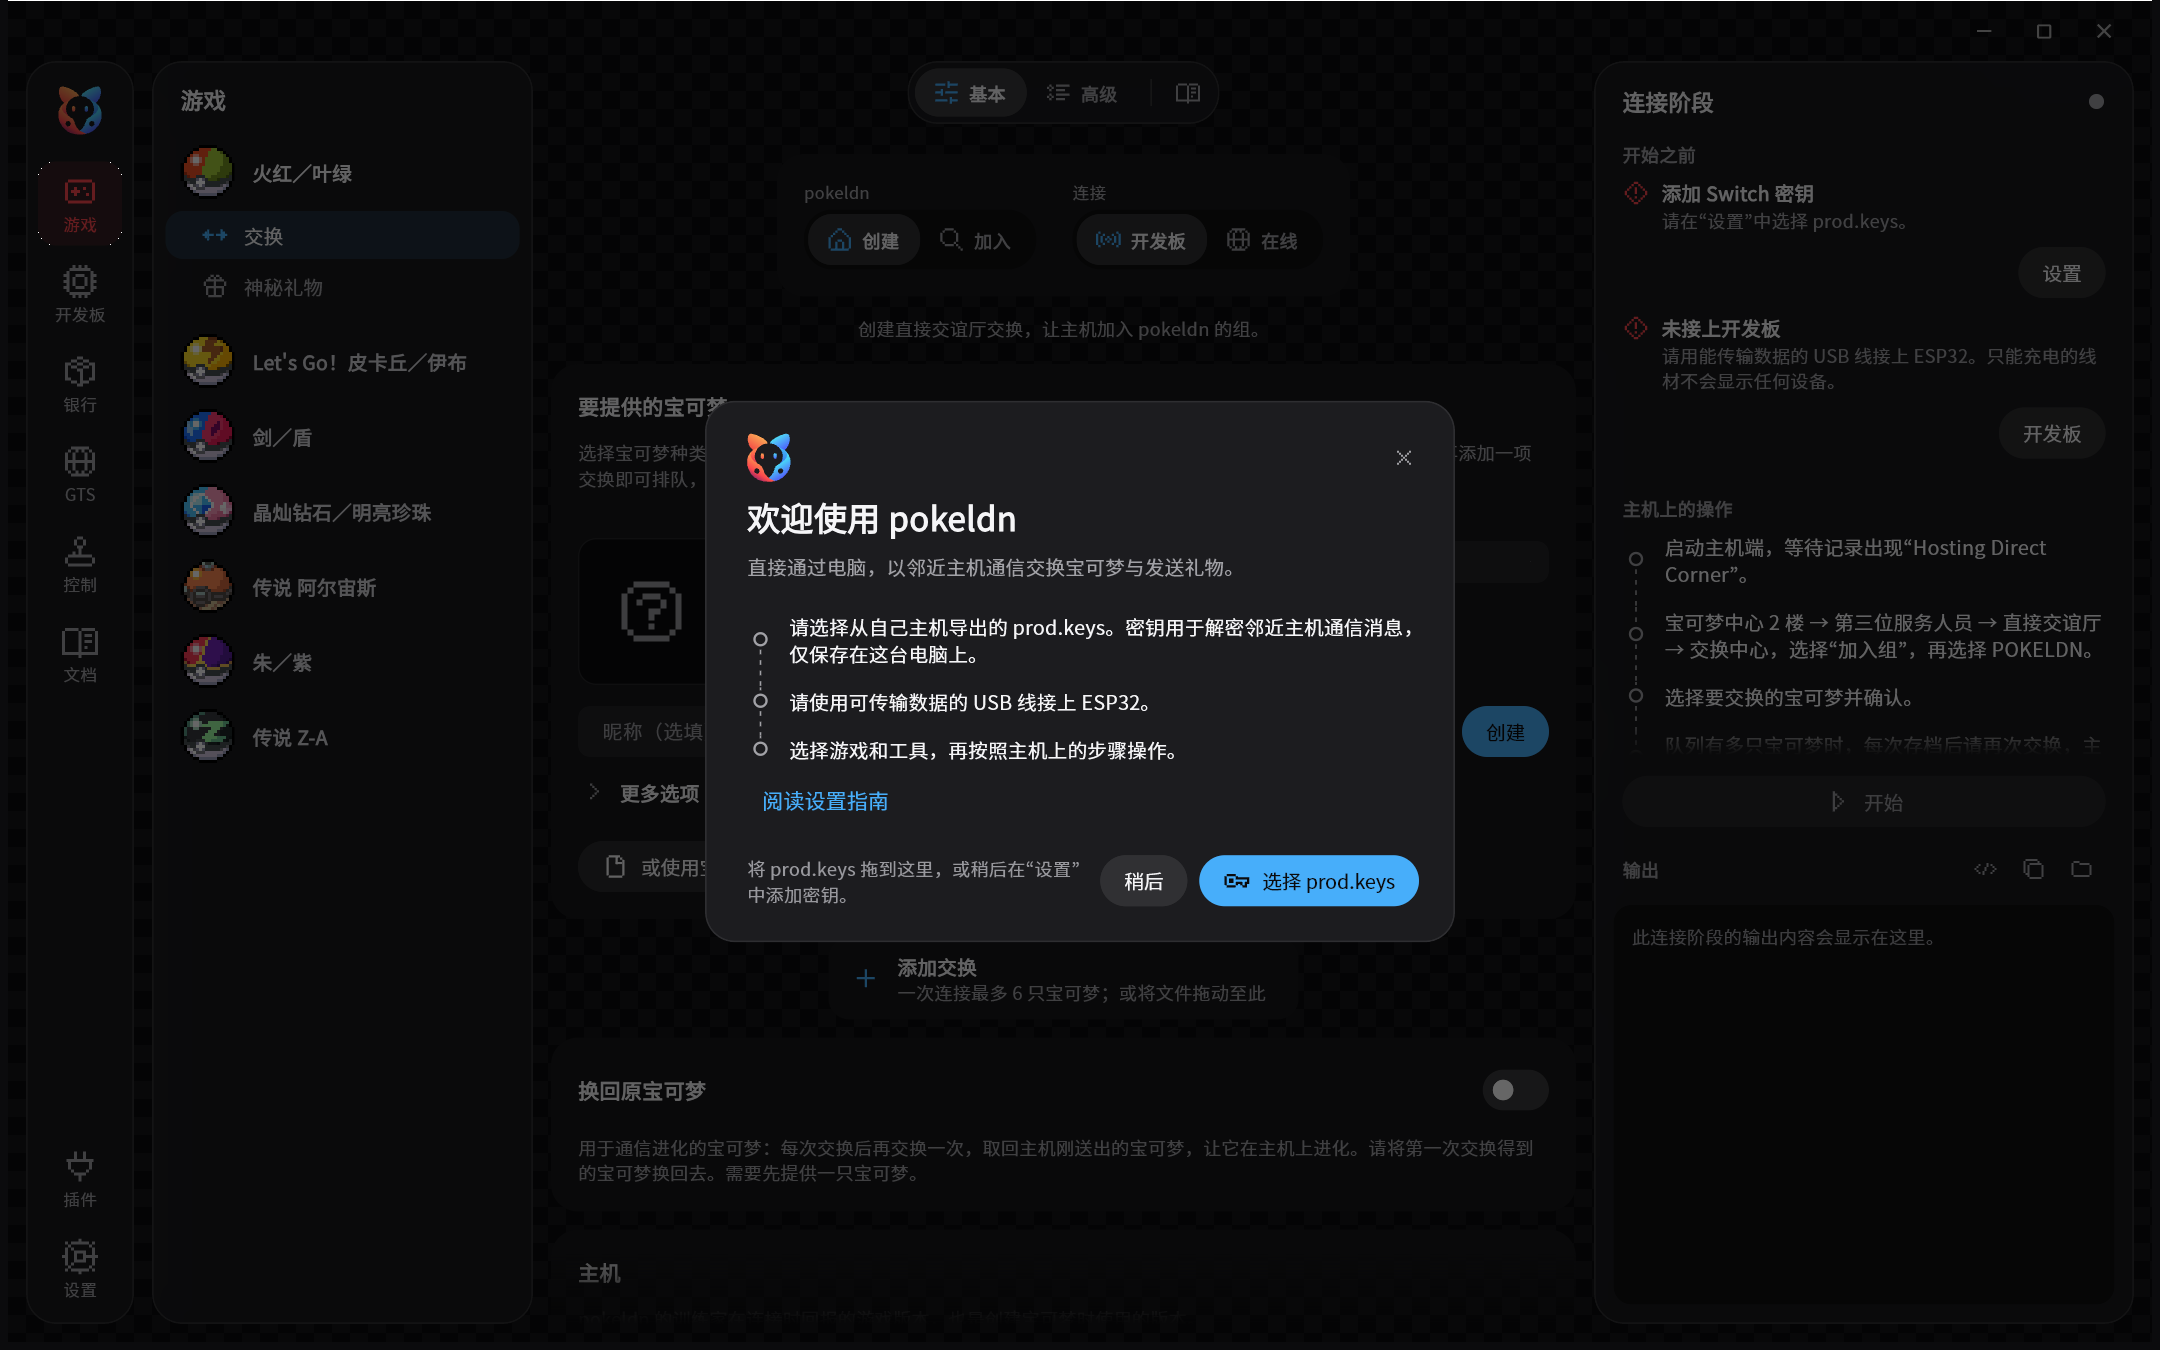 游戏
开发板
银行
GTS
控制
文档
插件
设置
游戏
火红／叶绿
交换
神秘礼物
Let's Go！皮卡丘／伊布
剑／盾
晶灿钻石／明亮珍珠
传说 阿尔宙斯
朱／紫
传说 Z-A
基本
高级
pokeldn
创建
加入
连接
开发板
在线
创建直接交谊厅交换，让主机加入 pokeldn 的组。
要提供的宝可梦
选择宝可梦种类
添加一项
交换即可排队，
昵称（选填
创建
更多选项
或使用宝
添加交换
一次连接最多 6 只宝可梦；或将文件拖动至此
换回原宝可梦
用于通信进化的宝可梦：每次交换后再交换一次，取回主机刚送出的宝可梦，让它在主机上进化。请将第一次交换得到
的宝可梦换回去。需要先提供一只宝可梦。
主机
欢迎使用 pokeldn
直接通过电脑，以邻近主机通信交换宝可梦与发送礼物。
请选择从自己主机导出的 prod.keys。密钥用于解密邻近主机通信消息，
仅保存在这台电脑上。
请使用可传输数据的 USB 线接上 ESP32。
选择游戏和工具，再按照主机上的步骤操作。
阅读设置指南
将 prod.keys 拖到这里，或稍后在“设置”
中添加密钥。
稍后
选择 prod.keys
连接阶段
开始之前
添加 Switch 密钥
请在“设置”中选择 prod.keys。
设置
未接上开发板
请用能传输数据的 USB 线接上 ESP32。只能充电的线
材不会显示任何设备。
开发板
主机上的操作
启动主机端，等待记录出现“Hosting Direct
Corner”。
宝可梦中心 2 楼 → 第三位服务人员 → 直接交谊厅
→ 交换中心，选择“加入组”，再选择 POKELDN。
选择要交换的宝可梦并确认。
队列有多只宝可梦时，每次存档后请再次交换，主
开始
输出
此连接阶段的输出内容会显示在这里。